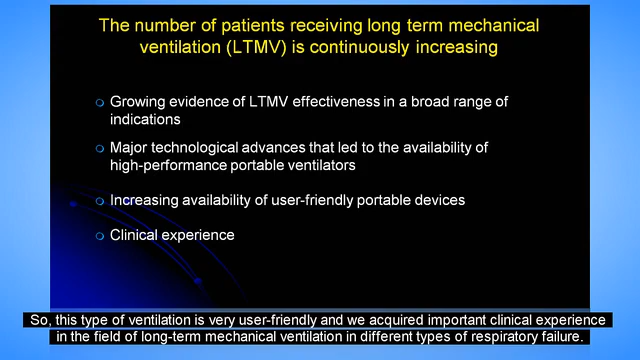 The number of patients receiving long term mechanical
ventilation (LTMV) is continuously increasing
Growing evidence of LTMV effectiveness in a broad range of
indications
Major technological advances that led to the availability of
high-performance portable ventilators
Increasing availability of user-friendly portable devices
Clinical experience
So, this type of ventilation is very user-friendly and we acquired important clinical experience
in the field of long-term mechanical ventilation in different types of respiratory failure.